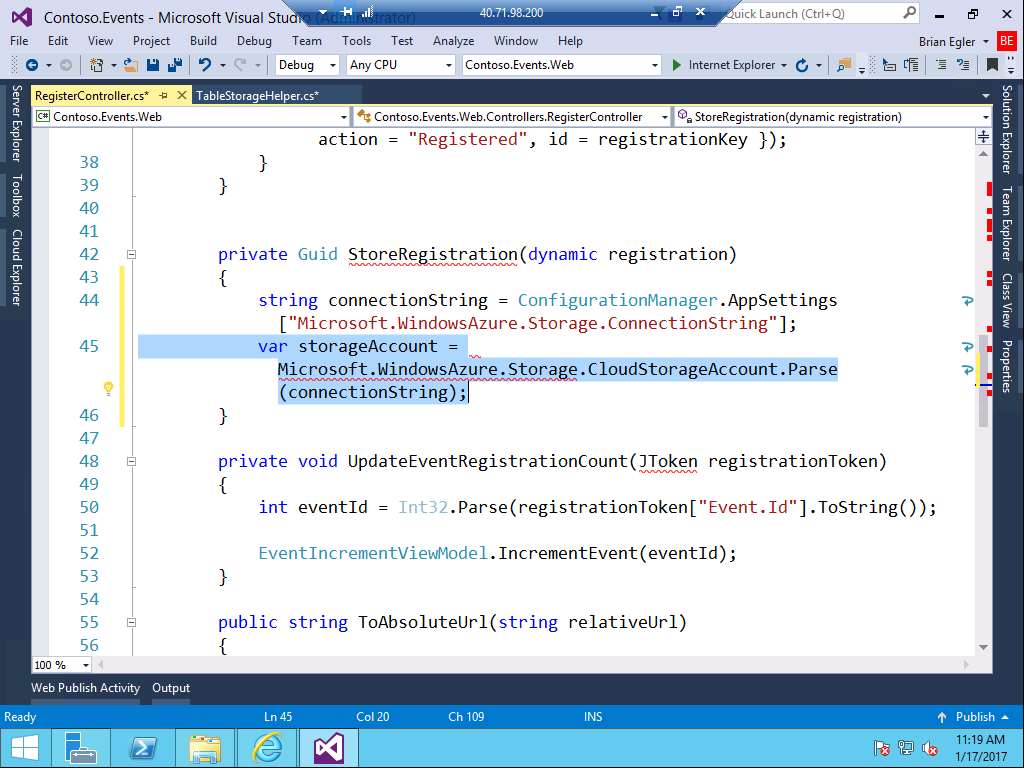 Contoso.Events - Microsoft Visual Studio (Administrator)
40.71.98.200
Quick Launch (Ctrl+Q)
File Edit View Project Build Debug Team Tools Test Analyze Window Help
Brian Egler BE
Debug Any CPU Contoso.Events.Web Internet Explorer
RegisterController.cs* TableStorageHelper.cs*
Contoso.Events.Web Contoso.Events.Web.Controllers.RegisterController StoreRegistration(dynamic registration)
Server Explorer
Toolbox
Cloud Explorer
action = "Registered", id = registrationKey });
38 }
39 }
40
41
42 private Guid StoreRegistration(dynamic registration)
43 {
44 string connectionString = ConfigurationManager.AppSettings
["Microsoft.WindowsAzure.Storage.ConnectionString"];
45 var storageAccount =
Microsoft.WindowsAzure.Storage.CloudStorageAccount.Parse
(connectionString);
46 }
47
48 private void UpdateEventRegistrationCount(JToken registrationToken)
49 {
50 int eventId = Int32.Parse(registrationToken["Event.Id"].ToString());
51
52 EventIncrementViewModel.IncrementEvent(eventId);
53 }
54
55 public string ToAbsoluteUrl(string relativeUrl)
56 {
Solution Explorer
Team Explorer
Class View
Properties
100 %
Web Publish Activity Output
Ready Ln 45 Col 20 Ch 109 INS Publish
11:19 AM
1/17/2017